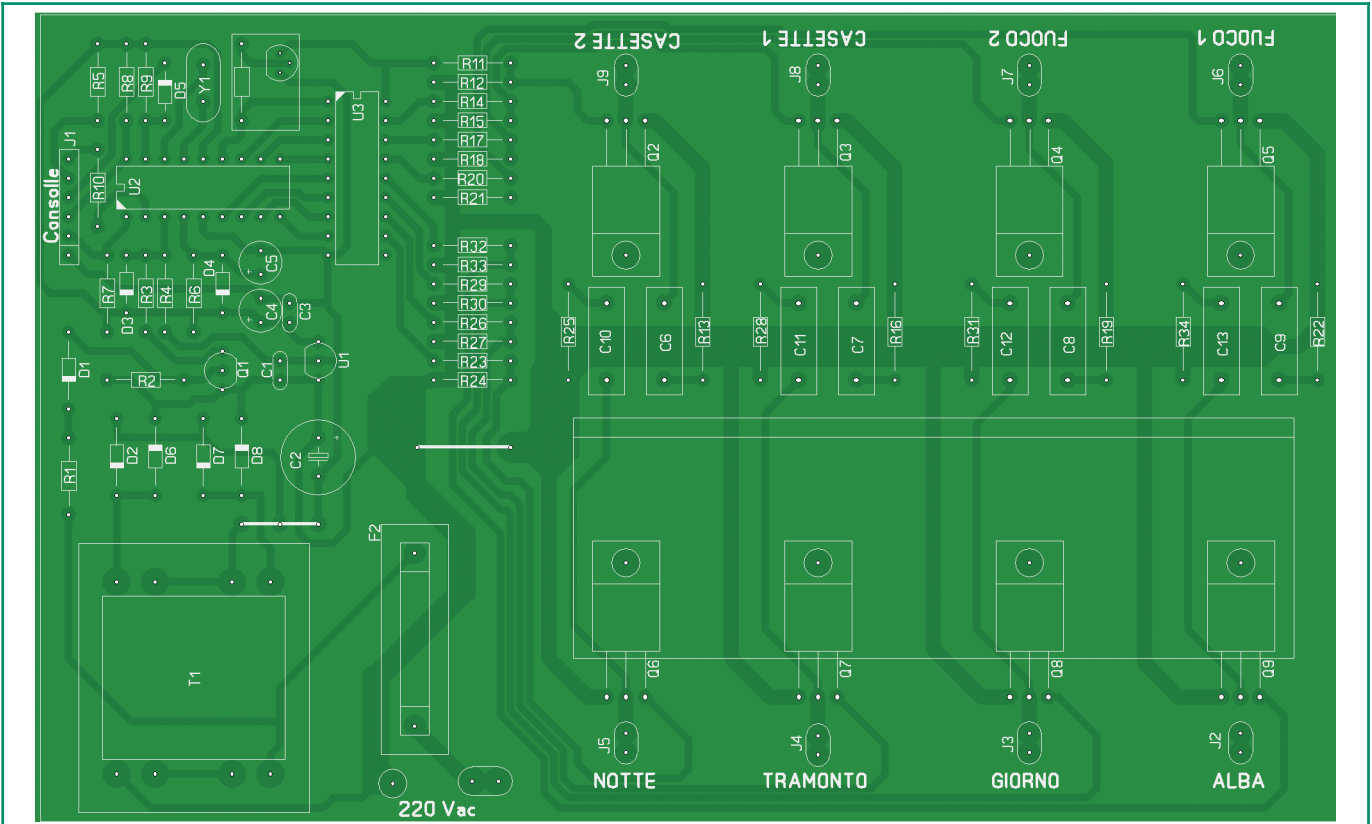 CASETTE 2
CASETTE 1
FUOCO 2
FUOCO 1
J9
J8
J7
J6
R5
R8
R9
D5
Y1
R11
R12
R14
R15
R17
R18
R20
R21
U3
J1
Consolle
R10
U2
Q2
Q3
Q4
Q5
R32
R33
R29
R30
R26
R27
R23
R24
R7
D3
R3
R4
R6
D4
C5
C4
C3
R25
C10
C6
R13
R28
C11
C7
R16
R31
C12
C8
R19
R34
C13
C9
R22
D1
R2
Q1
C1
U1
R1
D2
D6
D7
D8
C2
F2
T1
Q6
Q7
Q8
Q9
J5
J4
J3
J2
NOTTE
TRAMONTO
GIORNO
ALBA
220 Vac